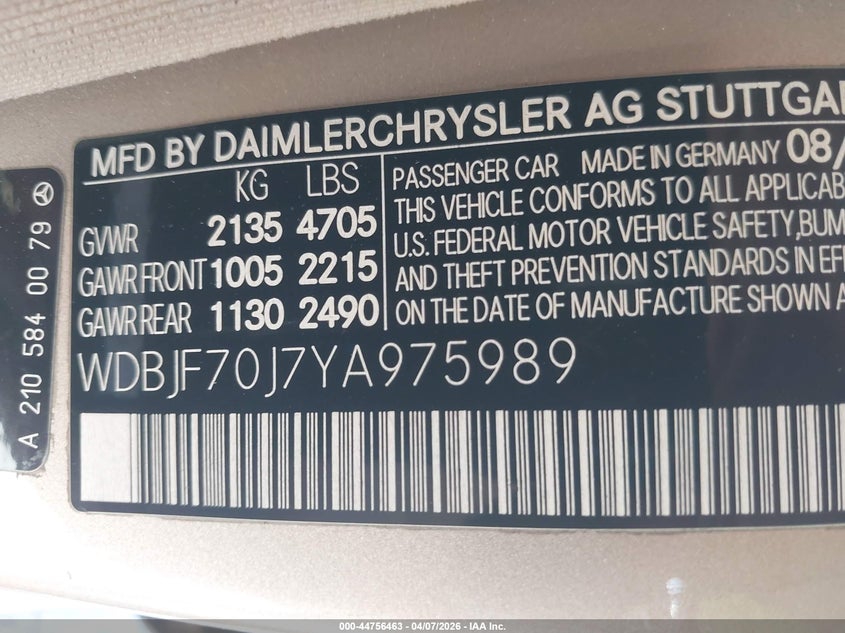 MFD BY DAIMLERCHRYSLER AG STUTTGA
KG LBS
GVWR 2135 4705
GAWR FRONT 1005 2215
GAWR REAR 1130 2490
PASSENGER CAR MADE IN GERMANY 08/
THIS VEHICLE CONFORMS TO ALL APPLICAB
U.S. FEDERAL MOTOR VEHICLE SAFETY, BUM
AND THEFT PREVENTION STANDARDS IN EFF
ON THE DATE OF MANUFACTURE SHOWN A
WDBJF70J7YA975989
A 210 584 00 79
000-44756463 - 04/07/2026 - IAA Inc.